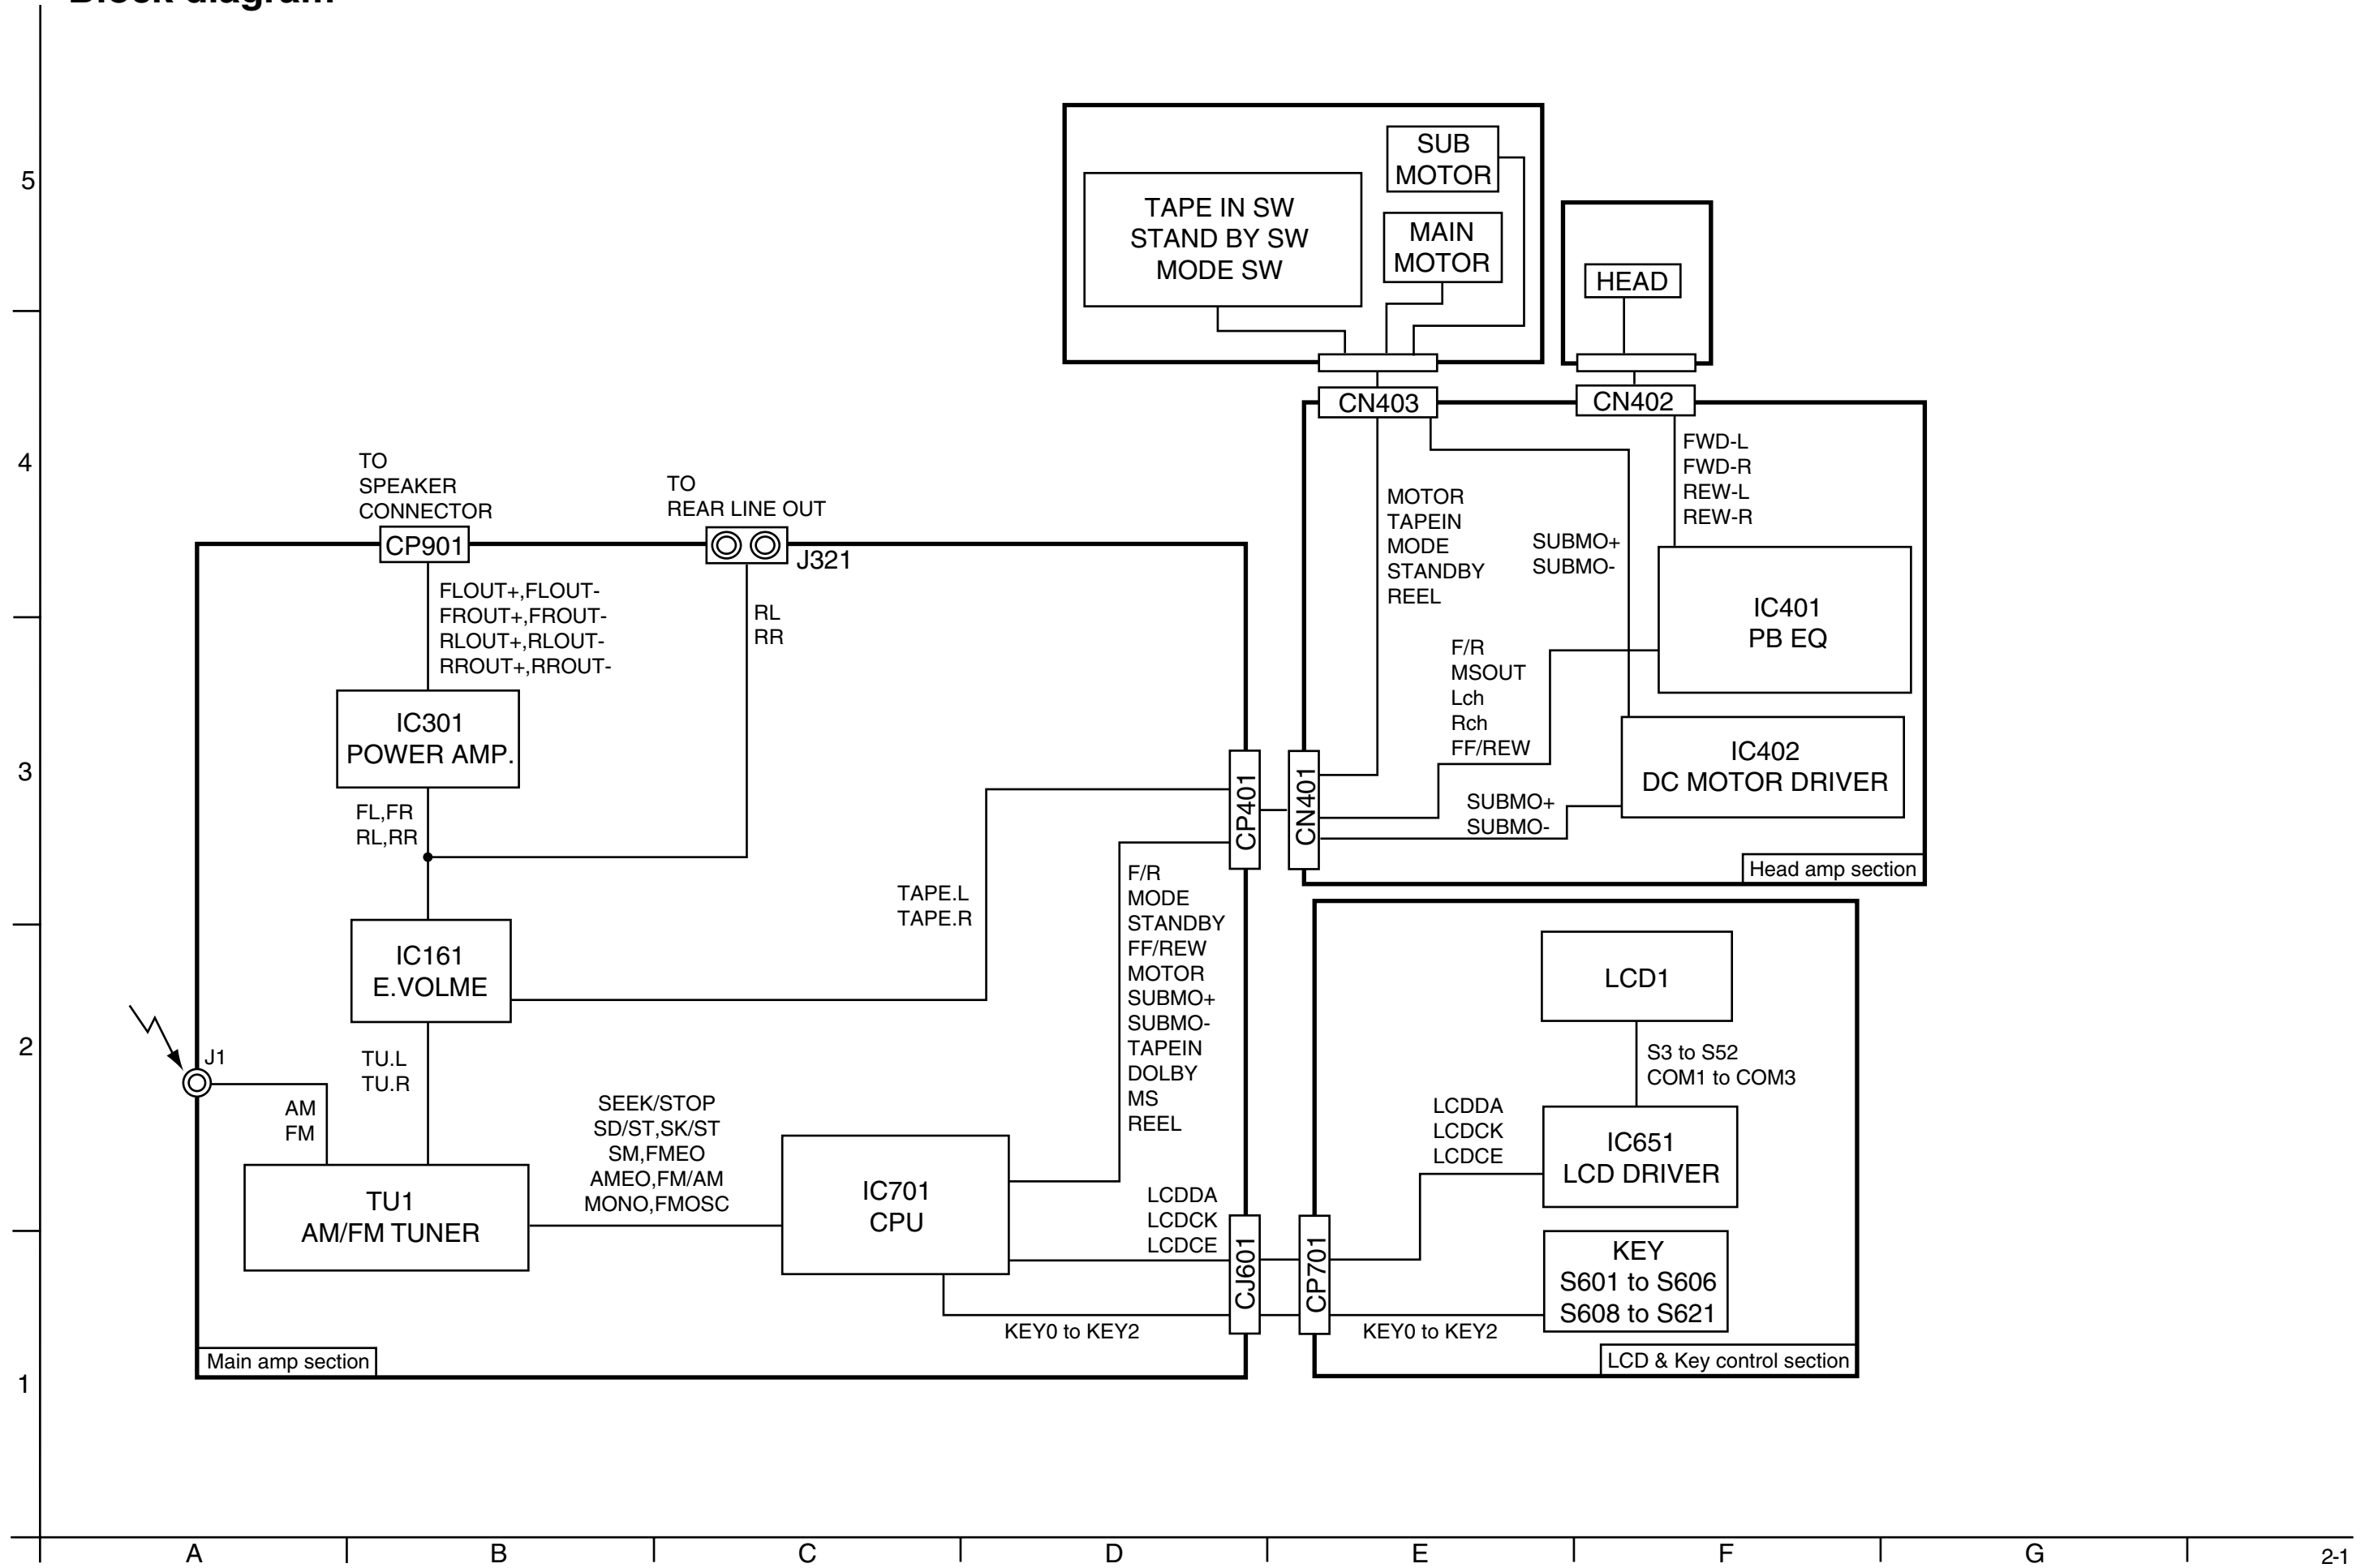 Block diagram
5
4
3
2
1
SUB
MOTOR
TAPE IN SW
STAND BY SW
MODE SW
MAIN
MOTOR
HEAD
CN403
CN402
FWD-L
FWD-R
REW-L
REW-R
MOTOR
TAPEIN
MODE
STANDBY
REEL
SUBMO+
SUBMO-
IC401
PB EQ
F/R
MSOUT
Lch
Rch
FF/REW
IC402
DC MOTOR DRIVER
SUBMO+
SUBMO-
CN401
Head amp section
TO
SPEAKER
CONNECTOR
CP901
TO
REAR LINE OUT
J321
FLOUT+,FLOUT-
FROUT+,FROUT-
RLOUT+,RLOUT-
RROUT+,RROUT-
RL
RR
IC301
POWER AMP.
FL,FR
RL,RR
CP401
TAPE.L
TAPE.R
IC161
E.VOLME
F/R
MODE
STANDBY
FF/REW
MOTOR
SUBMO+
SUBMO-
TAPEIN
DOLBY
MS
REEL
J1
AM
FM
TU.L
TU.R
TU1
AM/FM TUNER
SEEK/STOP
SD/ST,SK/ST
SM,FMEO
AMEO,FM/AM
MONO,FMOSC
IC701
CPU
LCDDA
LCDCK
LCDCE
CJ601
KEY0 to KEY2
Main amp section
CP701
LCD1
S3 to S52
COM1 to COM3
LCDDA
LCDCK
LCDCE
IC651
LCD DRIVER
KEY
S601 to S606
S608 to S621
KEY0 to KEY2
LCD & Key control section
A
B
C
D
E
F
G
2-1